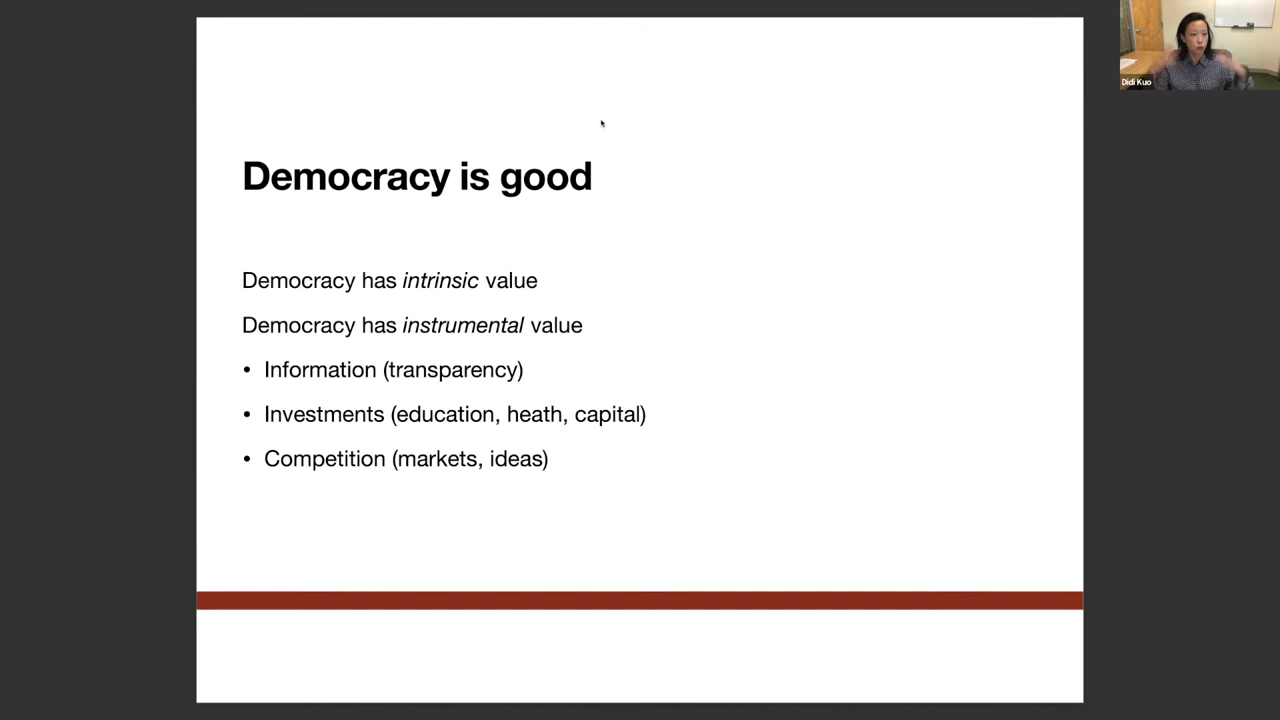 Didi Kuo
Democracy is good
Democracy has intrinsic value
Democracy has instrumental value
• Information (transparency)
• Investments (education, heath, capital)
• Competition (markets, ideas)